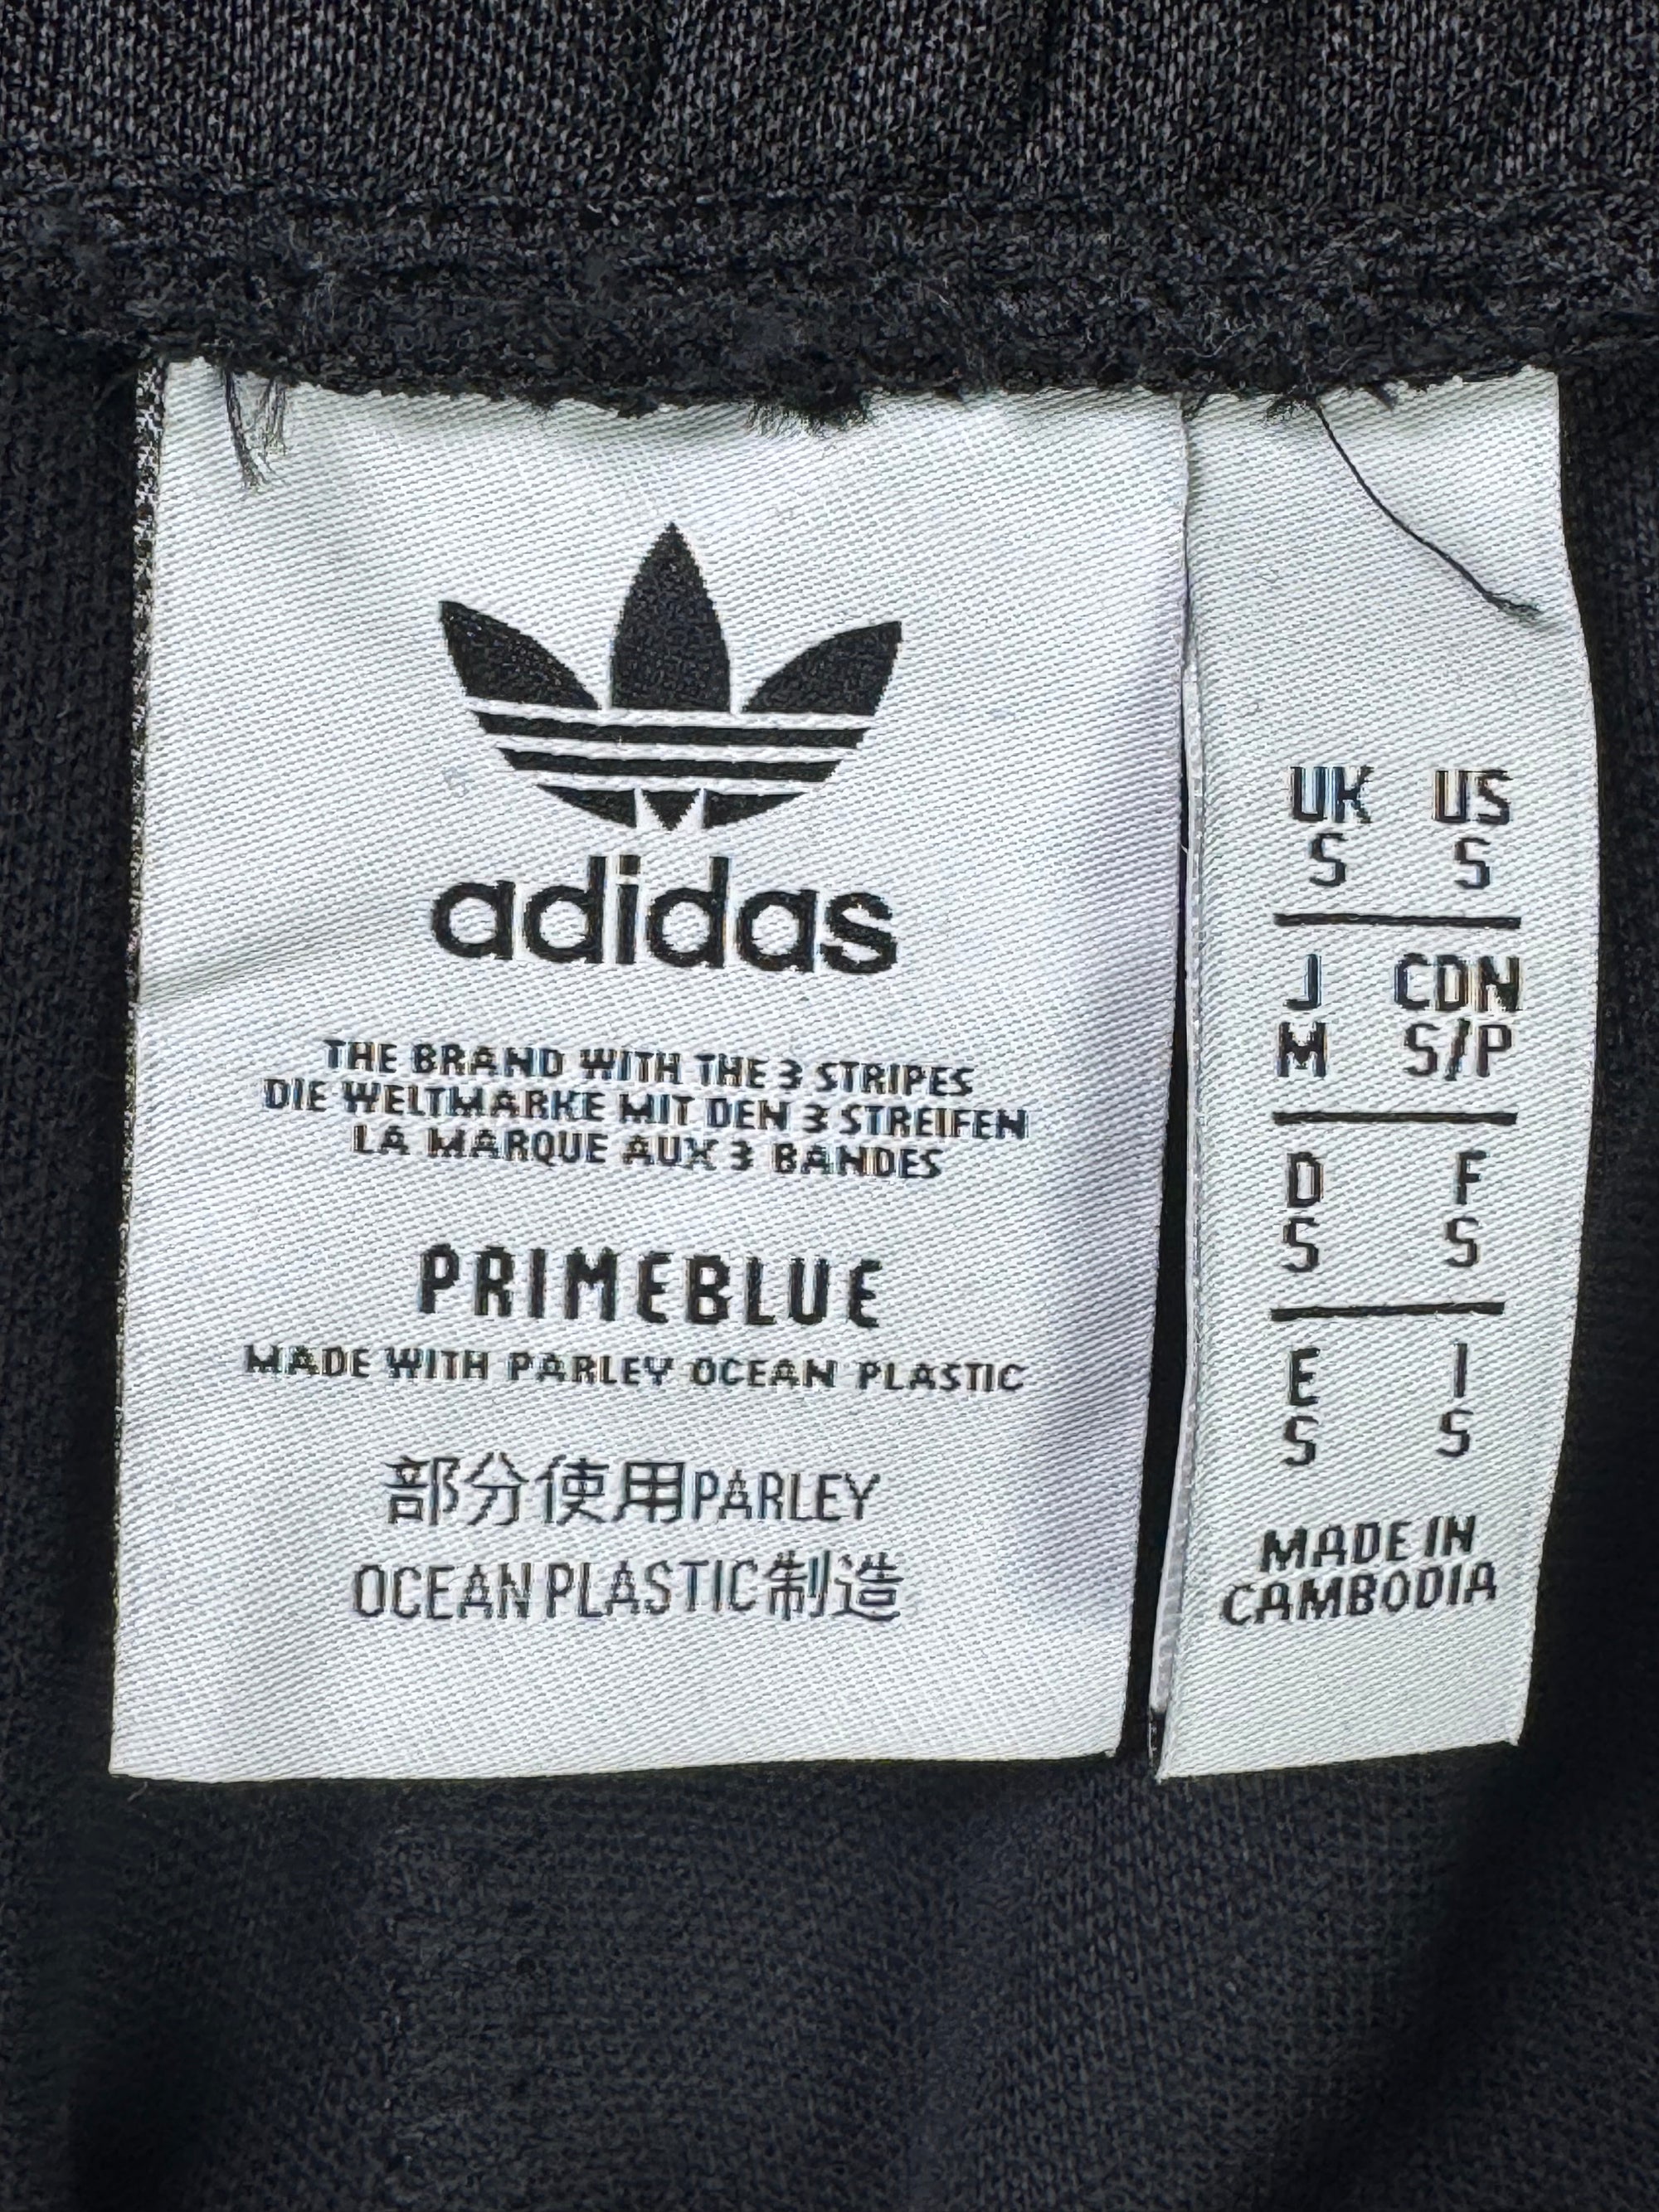 adidas
THE BRAND WITH THE 3 STRIPES
DIE WELTMARKE MIT DEN 3 STREIFEN
LA MARQUE AUX 3 BANDES
PRIMEBLUE
MADE WITH PARLEY OCEAN PLASTIC
部分使用PARLEY
OCEAN PLASTIC制造
UK US
S S
J CDN
M S/P
D F
S S
E I
S S
MADE IN
CAMBODIA